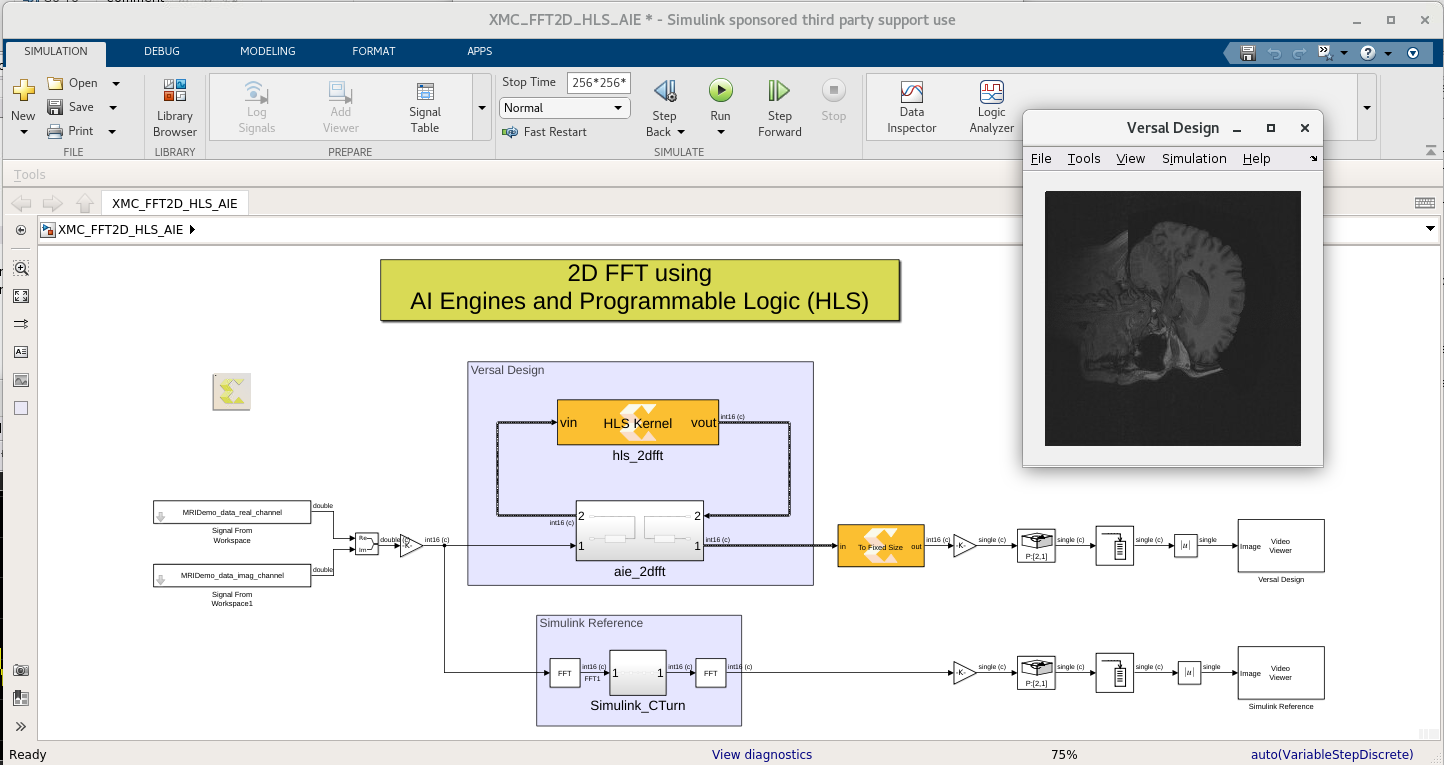 XMC_FFT2D_HLS_AIE * - Simulink sponsored third party support use
SIMULATION
DEBUG
MODELING
FORMAT
APPS
New
Open
Save
Print
FILE
Library
Browser
LIBRARY
Log
Signals
Add
Viewer
Signal
Table
PREPARE
Stop Time
256*256*
Normal
Fast Restart
Step
Back
Run
Step
Forward
Stop
SIMULATE
Data
Inspector
Logic
Analyzer
Tools
XMC_FFT2D_HLS_AIE
XMC_FFT2D_HLS_AIE
Versal Design
File Tools View Simulation Help
2D FFT using
AI Engines and Programmable Logic (HLS)
Versal Design
vin HLS Kernel vout
int16 (c)
hls_2dfft
2 2
int16 (c)
1 1
int16 (c)
aie_2dfft
MRIDemo_data_real_channel
double
Signal From
Workspace
MRIDemo_data_imag_channel
double
Signal From
Workspace1
Re
Im
double (c)
-K-
int16 (c)
in To Fixed Size out
int16 (c)
-K-
single (c)
P:[2,1]
single (c)
single (c)
|u|
single
Image
Video
Viewer
Versal Design
Simulink Reference
FFT
int16 (c)
FFT1
1 1
int16 (c)
FFT
int16 (c)
Simulink_CTurn
-K-
single (c)
P:[2,1]
single (c)
single (c)
|u|
single
Image
Video
Viewer
Simulink Reference
Ready
View diagnostics
75%
auto(VariableStepDiscrete)